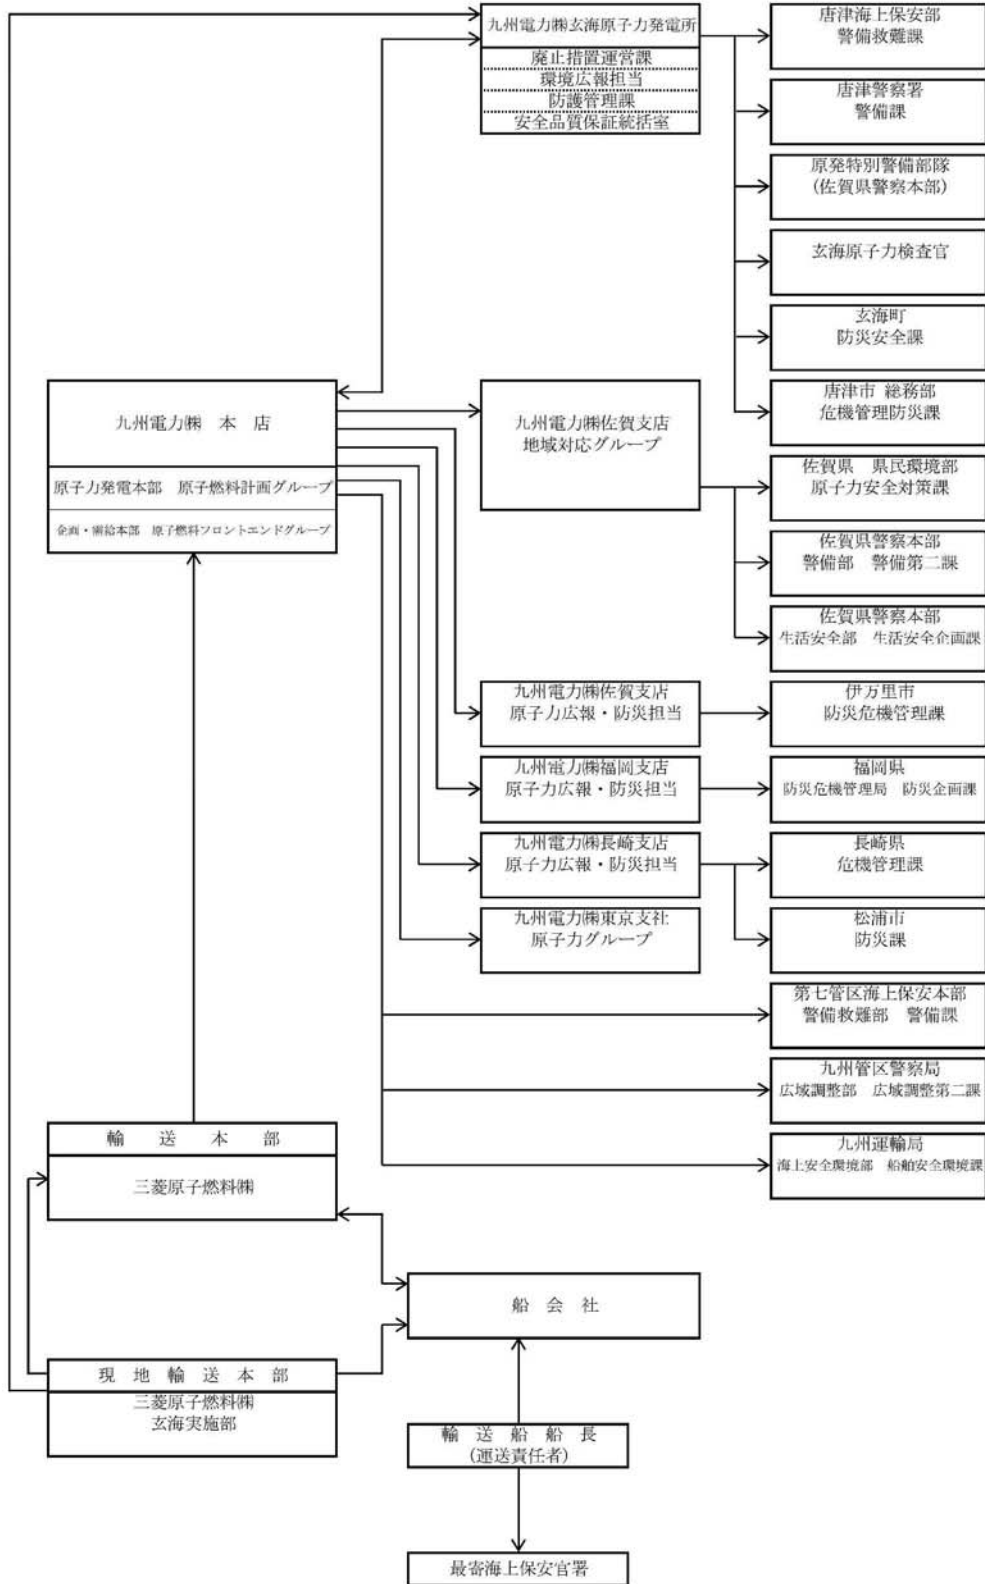 九州電力㈱玄海原子力発電所
廃止措置運営課
環境広報担当
防護管理課
安全品質保証統括室
唐津海上保安部
警備救難課
唐津警察署
警備課
原発特別警備部隊
(佐賀県警察本部)
玄海原子力検査官
玄海町
防災安全課
唐津市 総務部
危機管理防災課
九州電力㈱ 本 店
原子力発電本部 原子燃料計画グループ
企画・需給本部 原子燃料フロントエンドグループ
九州電力㈱佐賀支店
地域対応グループ
佐賀県 県民環境部
原子力安全対策課
佐賀県警察本部
警備部 警備第二課
佐賀県警察本部
生活安全部 生活安全企画課
九州電力㈱佐賀支店
原子力広報・防災担当
伊万里市
防災危機管理課
九州電力㈱福岡支店
原子力広報・防災担当
福岡県
防災危機管理局 防災企画課
九州電力㈱長崎支店
原子力広報・防災担当
長崎県
危機管理課
九州電力㈱東京支社
原子力グループ
松浦市
防災課
第七管区海上保安本部
警備救難部 警備課
九州管区警察局
広域調整部 広域調整第二課
九州運輸局
海上安全環境部 船舶安全環境課
輸 送 本 部
三菱原子燃料㈱
船 会 社
現 地 輸 送 本 部
三菱原子燃料㈱
玄海実施部
輸 送 船 船 長
(運送責任者)
最寄海上保安官署